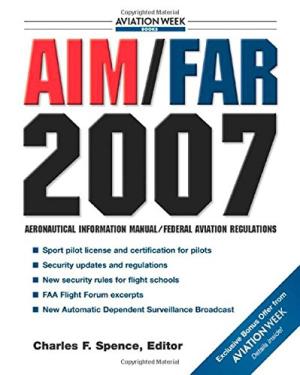 AVIATION WEEK
BOOKS
AIM/FAR
2007
AERONAUTICAL INFORMATION MANUAL/FEDERAL AVIATION REGULATIONS
■ Sport pilot license and certification for pilots
■ Security updates and regulations
■ New security rules for flight schools
■ FAA Flight Forum excerpts
■ New Automatic Dependent Surveillance Broadcast
Charles F. Spence, Editor
Exclusive Bonus Offer from
AVIATION WEEK
Details inside!